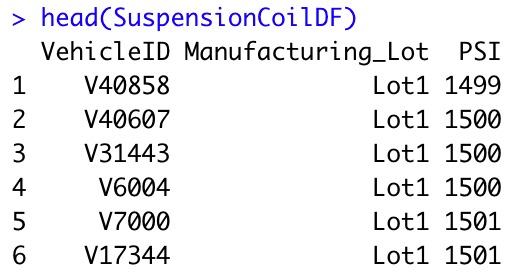 > head(SuspensionCoilDF)
VehicleID Manufacturing_Lot PSI
1 V40858 Lot1 1499
2 V40607 Lot1 1500
3 V31443 Lot1 1500
4 V6004 Lot1 1500
5 V7000 Lot1 1501
6 V17344 Lot1 1501